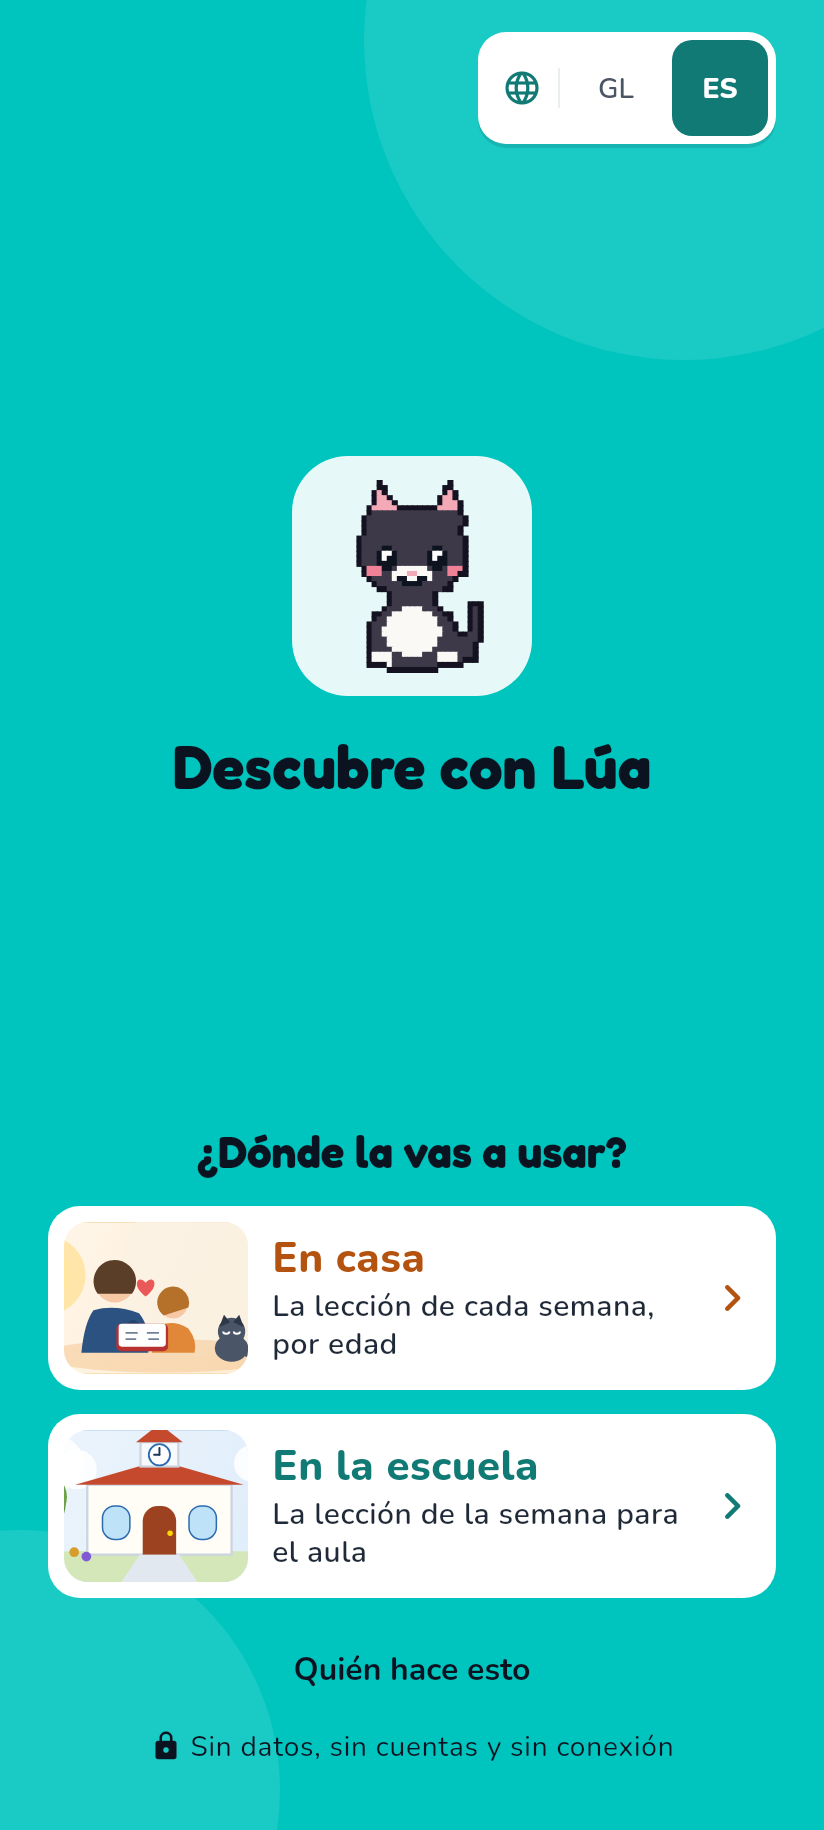 GL
ES
Descubre con Lúa
¿Dónde la vas a usar?
En casa
La lección de cada semana,
por edad
En la escuela
La lección de la semana para
el aula
Quién hace esto
Sin datos, sin cuentas y sin conexión